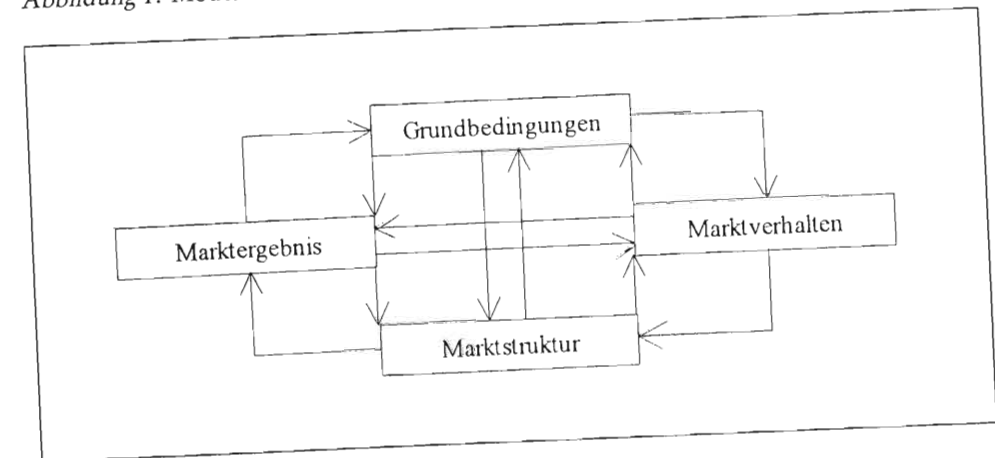 Abbildung 1:
Grundbedingungen
Marktergebnis
Marktverhalten
Marktstruktur